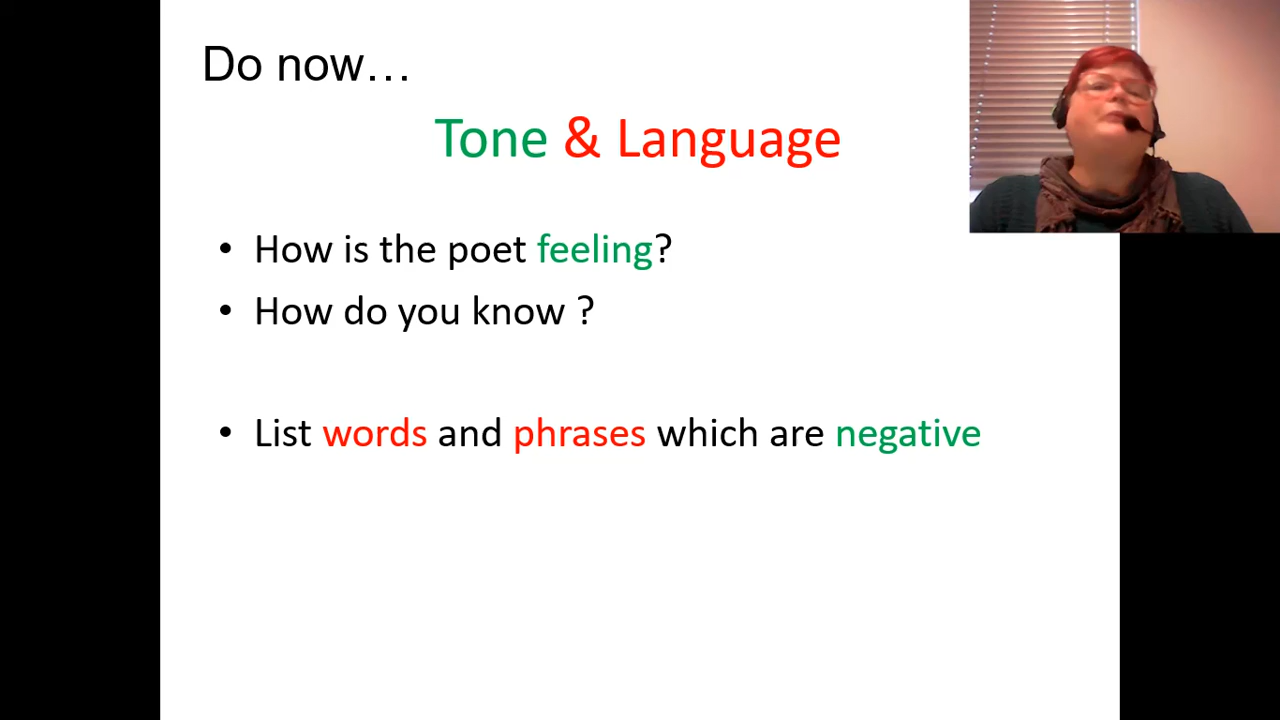 Do now…
Tone & Language
• How is the poet feeling?
• How do you know ?
• List words and phrases which are negative